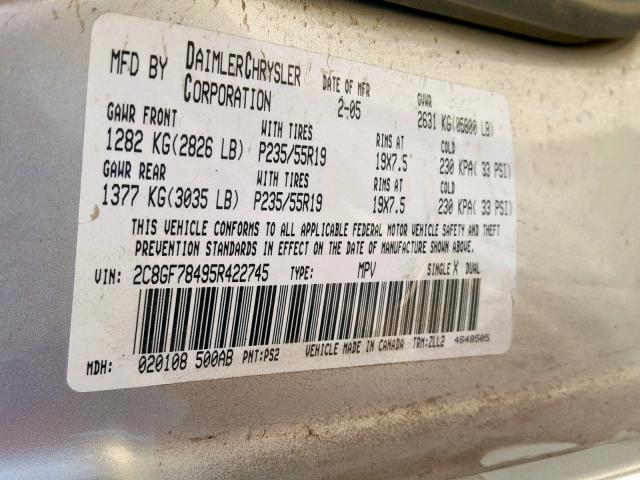 MFD BY DAIMLERCHRYSLER CORPORATION DATE OF MFR 2-05 GVWR 2631 KG(05800 LB)
GAWR FRONT WITH TIRES RIMS AT COLD
1282 KG(2826 LB) P235/55R19 19X7.5 230 KPA( 33 PSI)
GAWR REAR WITH TIRES RIMS AT COLD
1377 KG(3035 LB) P235/55R19 19X7.5 230 KPA( 33 PSI)
THIS VEHICLE CONFORMS TO ALL APPLICABLE FEDERAL MOTOR VEHICLE SAFETY AND THEFT
PREVENTION STANDARDS IN EFFECT ON THE DATE OF MANUFACTURE SHOWN ABOVE.
VIN: 2C8GF78495R422745 TYPE: MPV SINGLE X DUAL
MDH: 020108 500AB PNT:PS2 VEHICLE MADE IN CANADA TRM:ZLL2 4648505